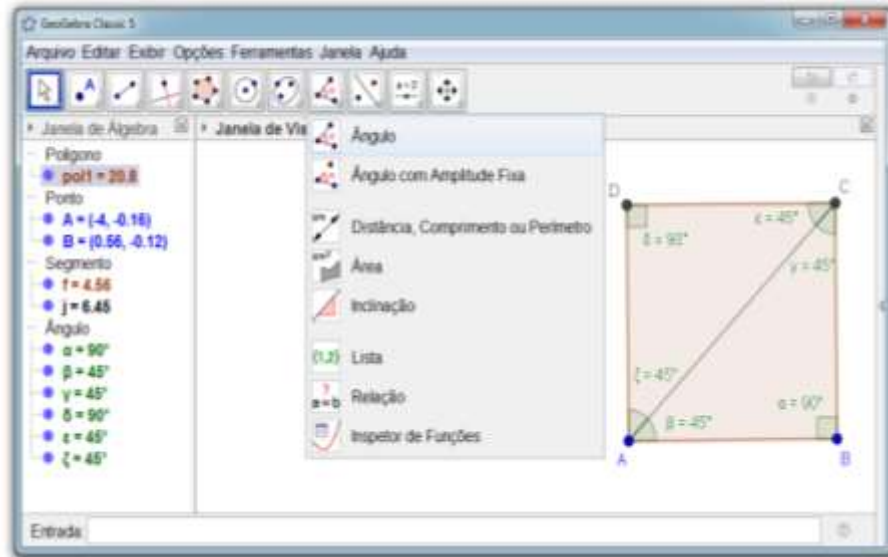 GeoGebra Classic 5
Arquivo Editar Exibir Opções Ferramentas Janela Ajuda
Janela de Álgebra
Janela de Vis
Polígono
pol1 = 20.8
Ponto
A = (-4, -0.16)
B = (0.56, -0.12)
Segmento
f = 4.56
j = 6.45
Ângulo
α = 90°
β = 45°
γ = 45°
δ = 90°
ε = 45°
ζ = 45°
Ângulo
Ângulo com Amplitude Fixa
Distância, Comprimento ou Perímetro
Área
Inclinação
{1,2} Lista
Relação
a=b
Inspetor de Funções
D
C
δ = 90°
ε = 45°
γ = 45°
ζ = 45°
β = 45°
α = 90°
A
B
Entrada: